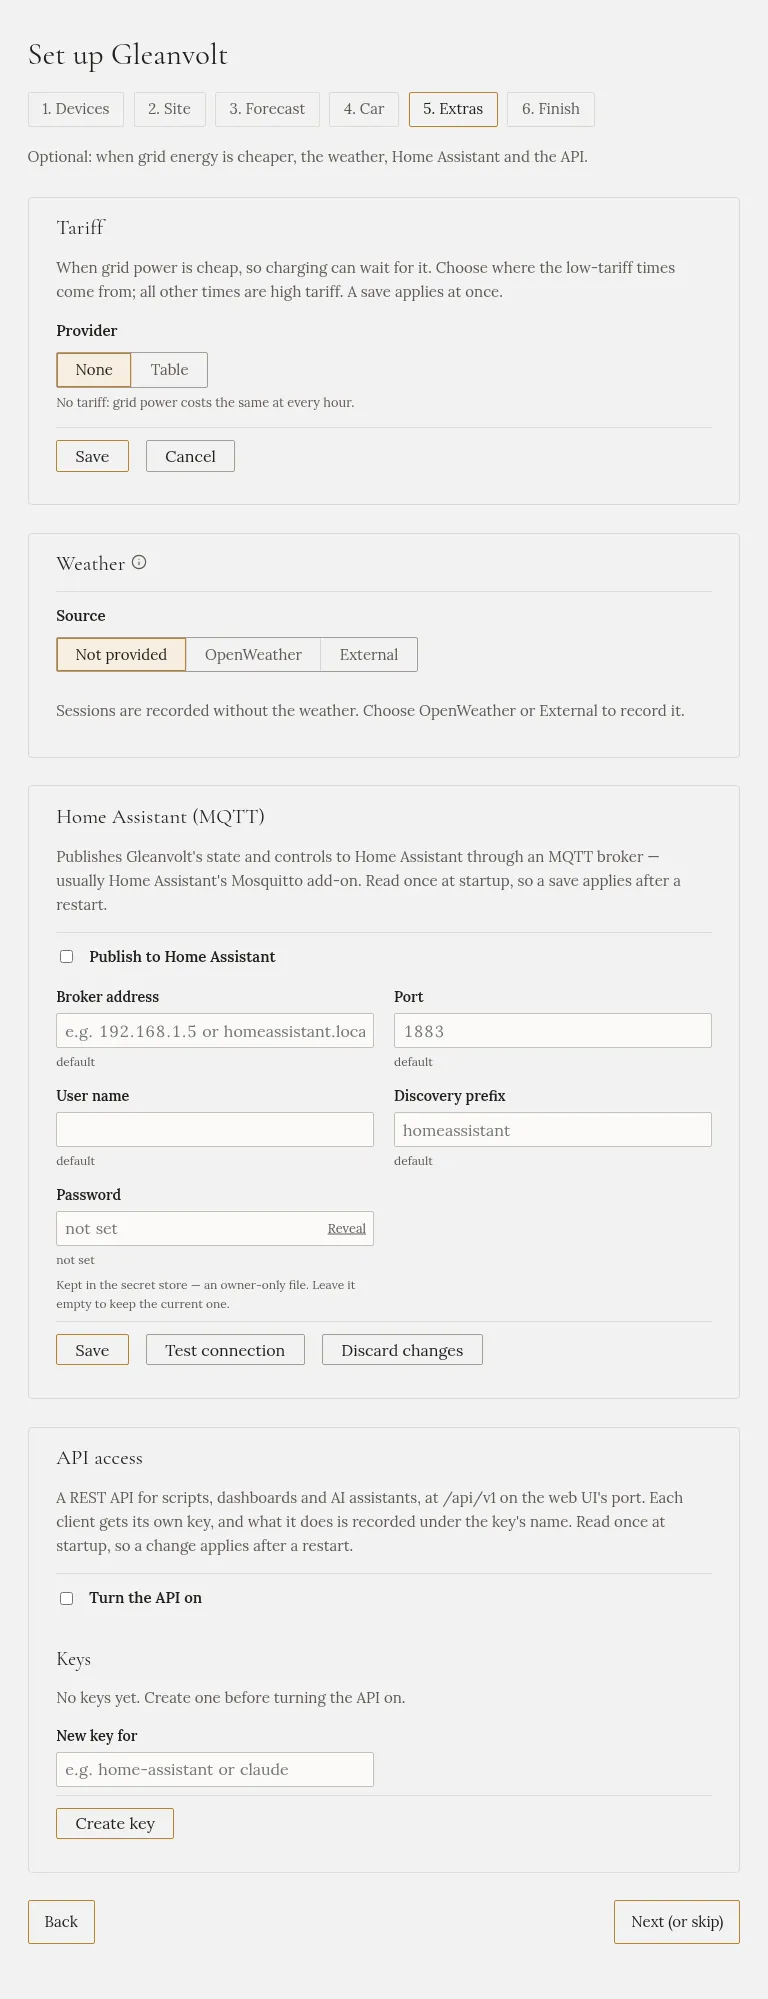 Set up Gleanvolt
1. Devices
2. Site
3. Forecast
4. Car
5. Extras
6. Finish
Optional: when grid energy is cheaper, the weather, Home Assistant and the API.
Tariff
When grid power is cheap, so charging can wait for it. Choose where the low-tariff times
come from; all other times are high tariff. A save applies at once.
Provider
None
Table
No tariff: grid power costs the same at every hour.
Save
Cancel
Weather
Source
Not provided
OpenWeather
External
Sessions are recorded without the weather. Choose OpenWeather or External to record it.
Home Assistant (MQTT)
Publishes Gleanvolt's state and controls to Home Assistant through an MQTT broker —
usually Home Assistant's Mosquitto add-on. Read once at startup, so a save applies after a
restart.
Publish to Home Assistant
Broker address
Port
e.g. 192.168.1.5 or homeassistant.loca
1883
default
default
User name
Discovery prefix
homeassistant
default
default
Password
not set
Reveal
not set
Kept in the secret store — an owner-only file. Leave it
empty to keep the current one.
Save
Test connection
Discard changes
API access
A REST API for scripts, dashboards and AI assistants, at /api/v1 on the web UI's port. Each
client gets its own key, and what it does is recorded under the key's name. Read once at
startup, so a change applies after a restart.
Turn the API on
Keys
No keys yet. Create one before turning the API on.
New key for
e.g. home-assistant or claude
Create key
Back
Next (or skip)